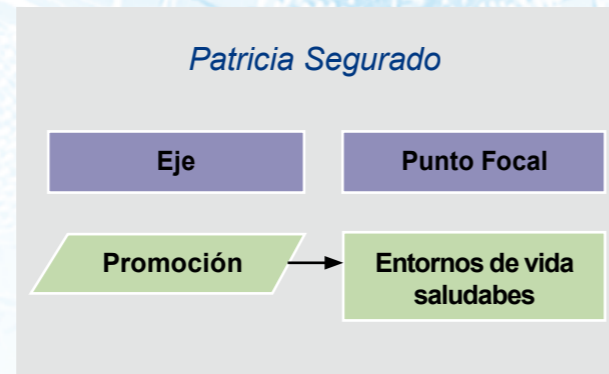 Patricia Segurado
Eje
Punto Focal
Promoción
Entornos de vida
saludabes